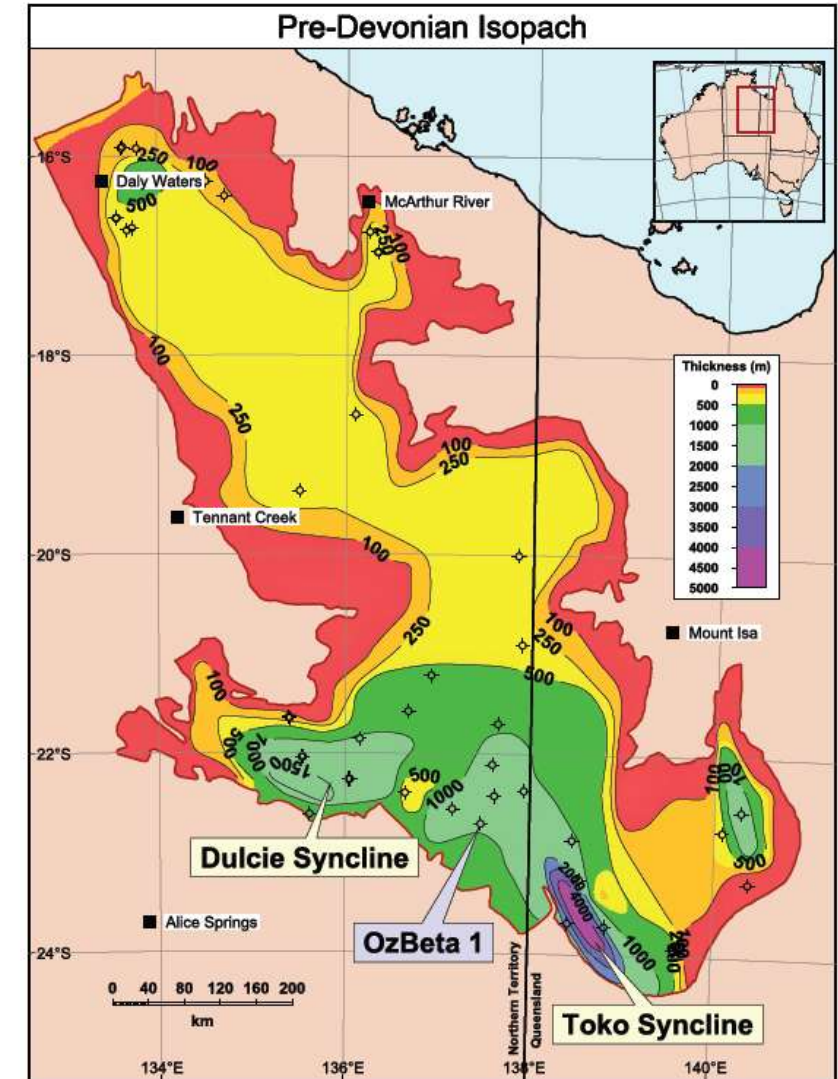 Pre-Devonian Isopach
16°S
250
100
Daly Waters
500
McArthur River
250
100
100
18°S
Thickness (m)
0
500
1000
1500
2000
2500
3000
3500
4000
4500
5000
250
100
250
Tennant Creek
100
20°S
250
100
250
Mount Isa
500
100
500
1000
1500
22°S
500
1000
100
500
Dulcie Syncline
2000
4000
Alice Springs
OzBeta 1
1000
24°S
0 40 80 120 160 200
km
Northern Territory
Queensland
Toko Syncline
134°E
136°E
138°E
140°E